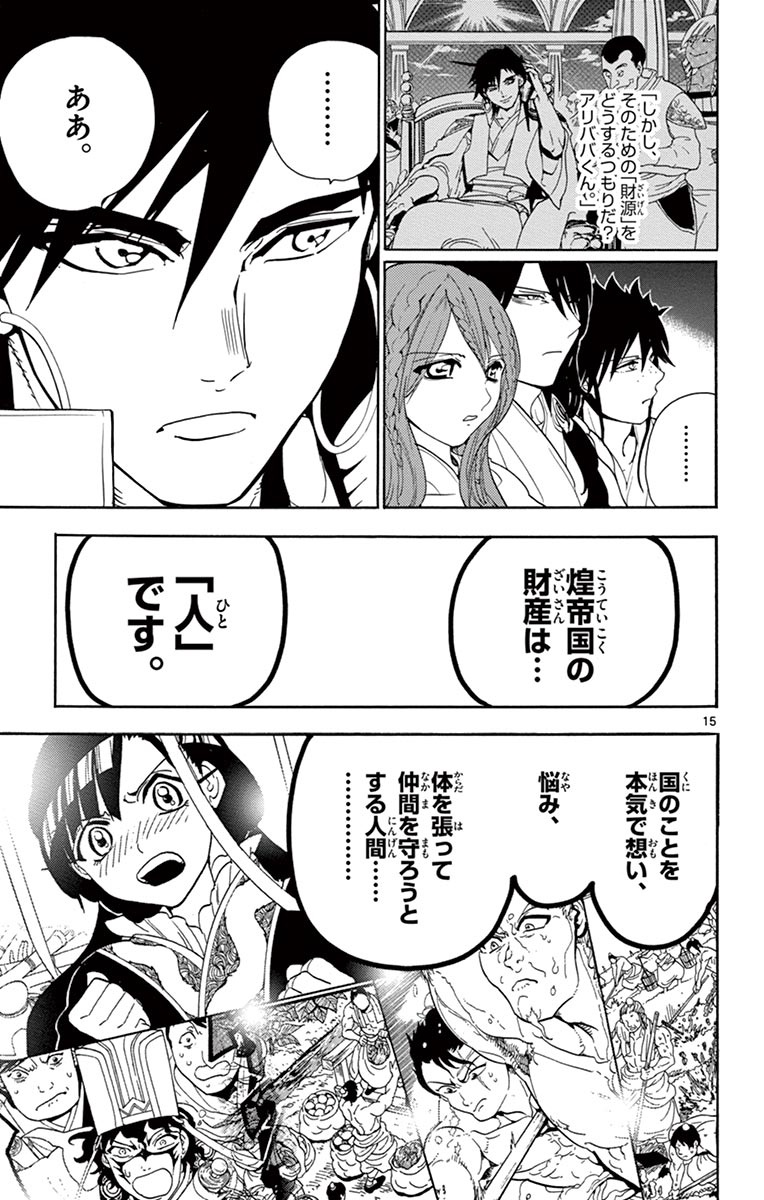 「しかし、
そのための「財源」を
どうするつもりだ？
アリババくん。」
………
………
ああ。
煌帝国の
財産は…
「人」
です。
15
国のことを
本気で想い、
悩み、
体を張って
仲間を守ろうと
する人間……
………